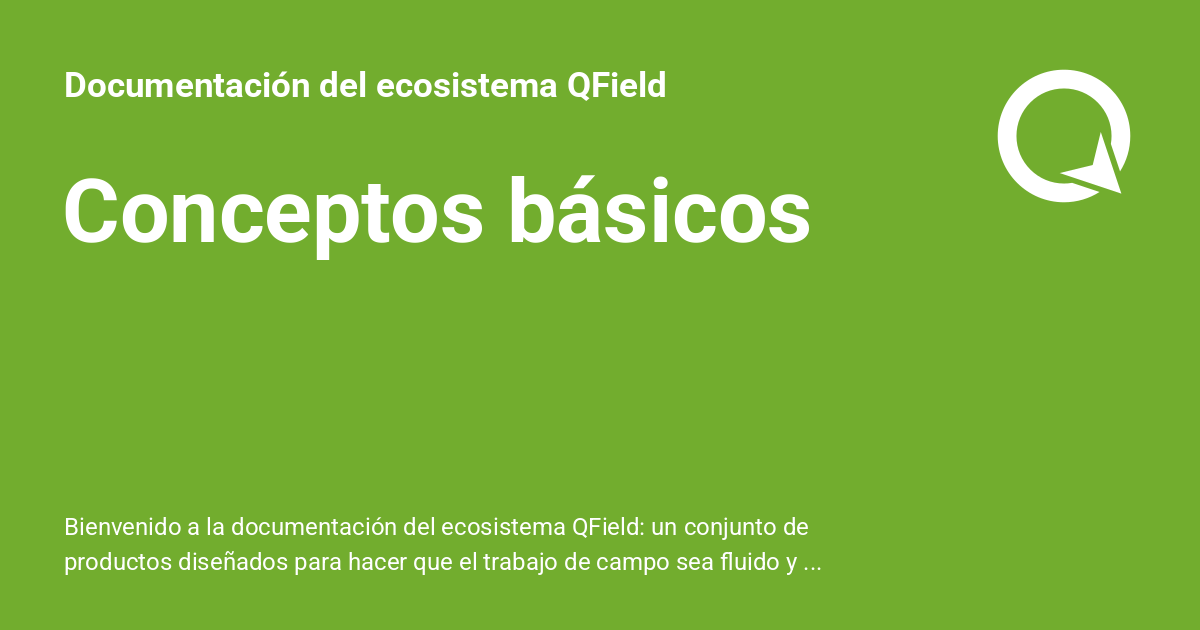 Documentación del ecosistema QField
Conceptos básicos
Bienvenido a la documentación del ecosistema QField: un conjunto de
productos diseñados para hacer que el trabajo de campo sea fluido y ...